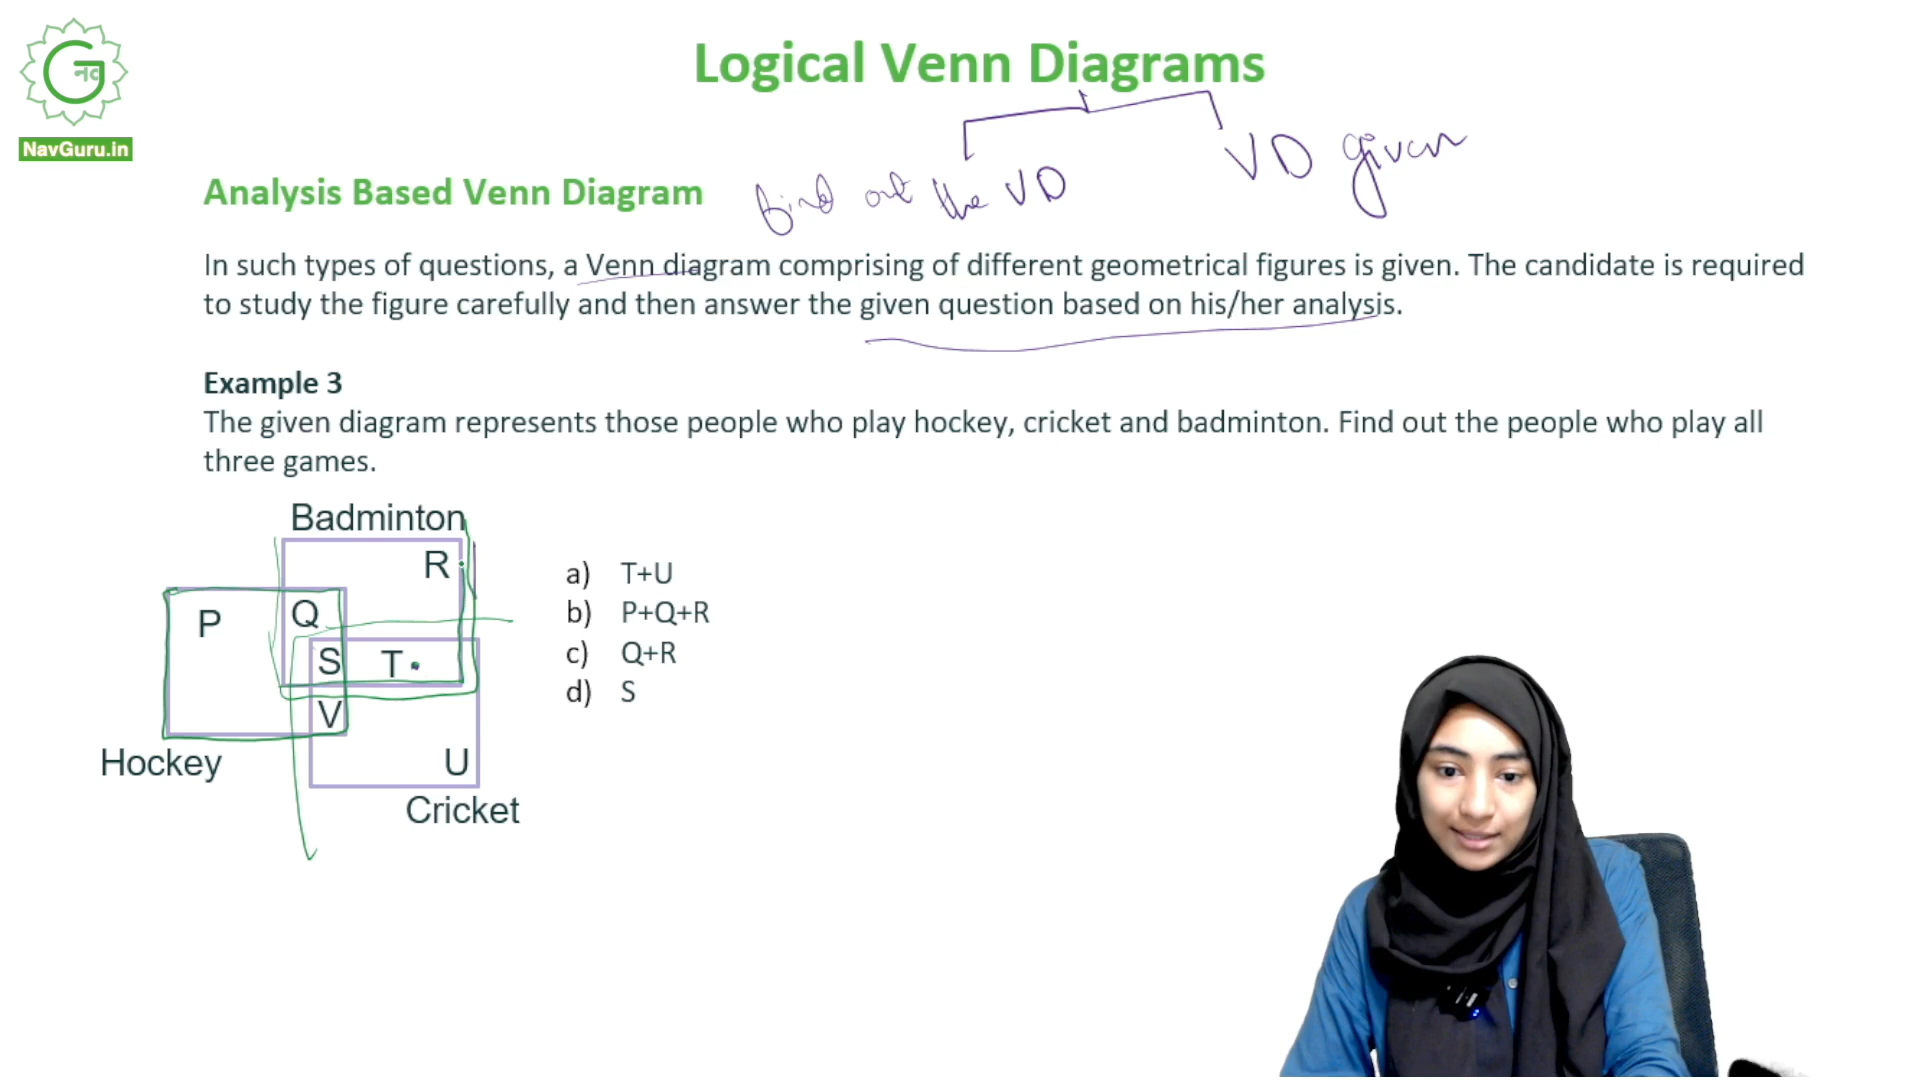 नव
NavGuru.in
Logical Venn Diagrams
find out the VD
VD given
Analysis Based Venn Diagram
In such types of questions, a Venn diagram comprising of different geometrical figures is given. The candidate is required
to study the figure carefully and then answer the given question based on his/her analysis.
Example 3
The given diagram represents those people who play hockey, cricket and badminton. Find out the people who play all
three games.
Badminton
R
P
Q
S
T
V
U
Hockey
Cricket
a) T+U
b) P+Q+R
c) Q+R
d) S